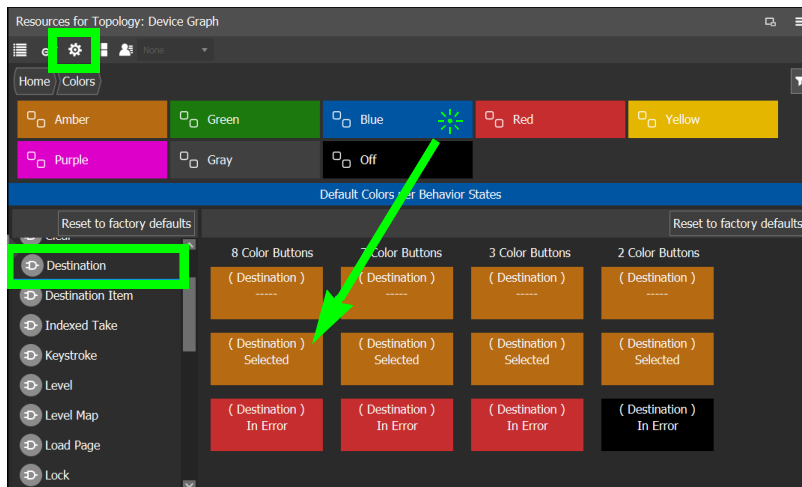 Resources for Topology: Device Graph
None
Home Colors
Amber Green Blue Red Yellow
Purple Gray Off
Default Colors per Behavior States
Reset to factory defaults Reset to factory defaults
Clear
Destination
Destination Item
Indexed Take
Keystroke
Level
Level Map
Load Page
Lock
8 Color Buttons 7 Color Buttons 3 Color Buttons 2 Color Buttons
( Destination ) ( Destination ) ( Destination ) ( Destination )
----- ----- ----- -----
( Destination ) ( Destination ) ( Destination ) ( Destination )
Selected Selected Selected Selected
( Destination ) ( Destination ) ( Destination ) ( Destination )
In Error In Error In Error In Error